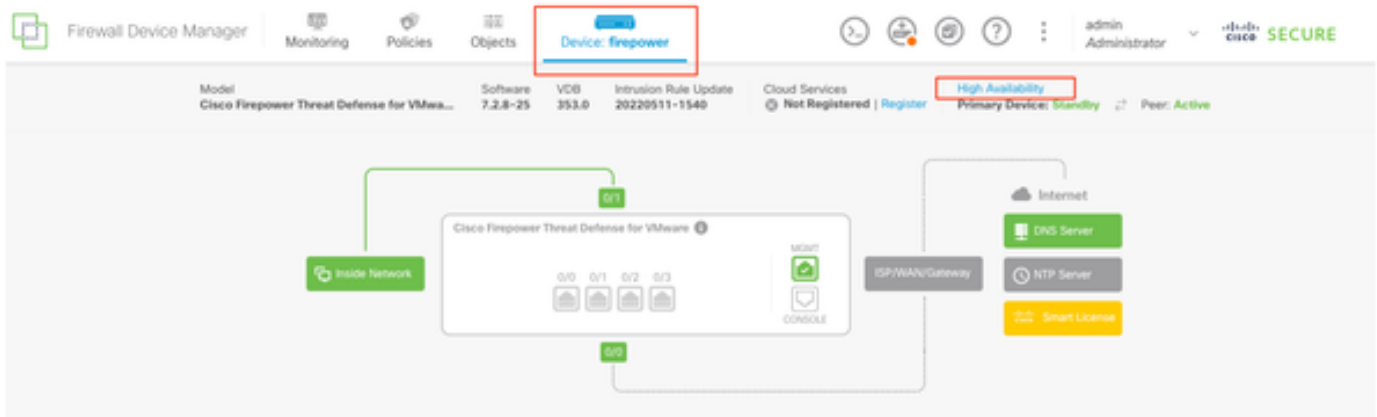 Firewall Device Manager
Monitoring
Policies
Objects
Device: firepower
admin
Administrator
cisco SECURE
Model
Cisco Firepower Threat Defense for VMwa...
Software
7.2.8-25
VDB
353.0
Intrusion Rule Update
20220511-1540
Cloud Services
Not Registered | Register
High Availability
Primary Device: Standby
Peer: Active
0/1
Internet
Cisco Firepower Threat Defense for VMware
DNS Server
MGMT
Inside Network
0/0 0/1 0/2 0/3
ISP/WAN/Gateway
NTP Server
CONSOLE
Smart License
0/0